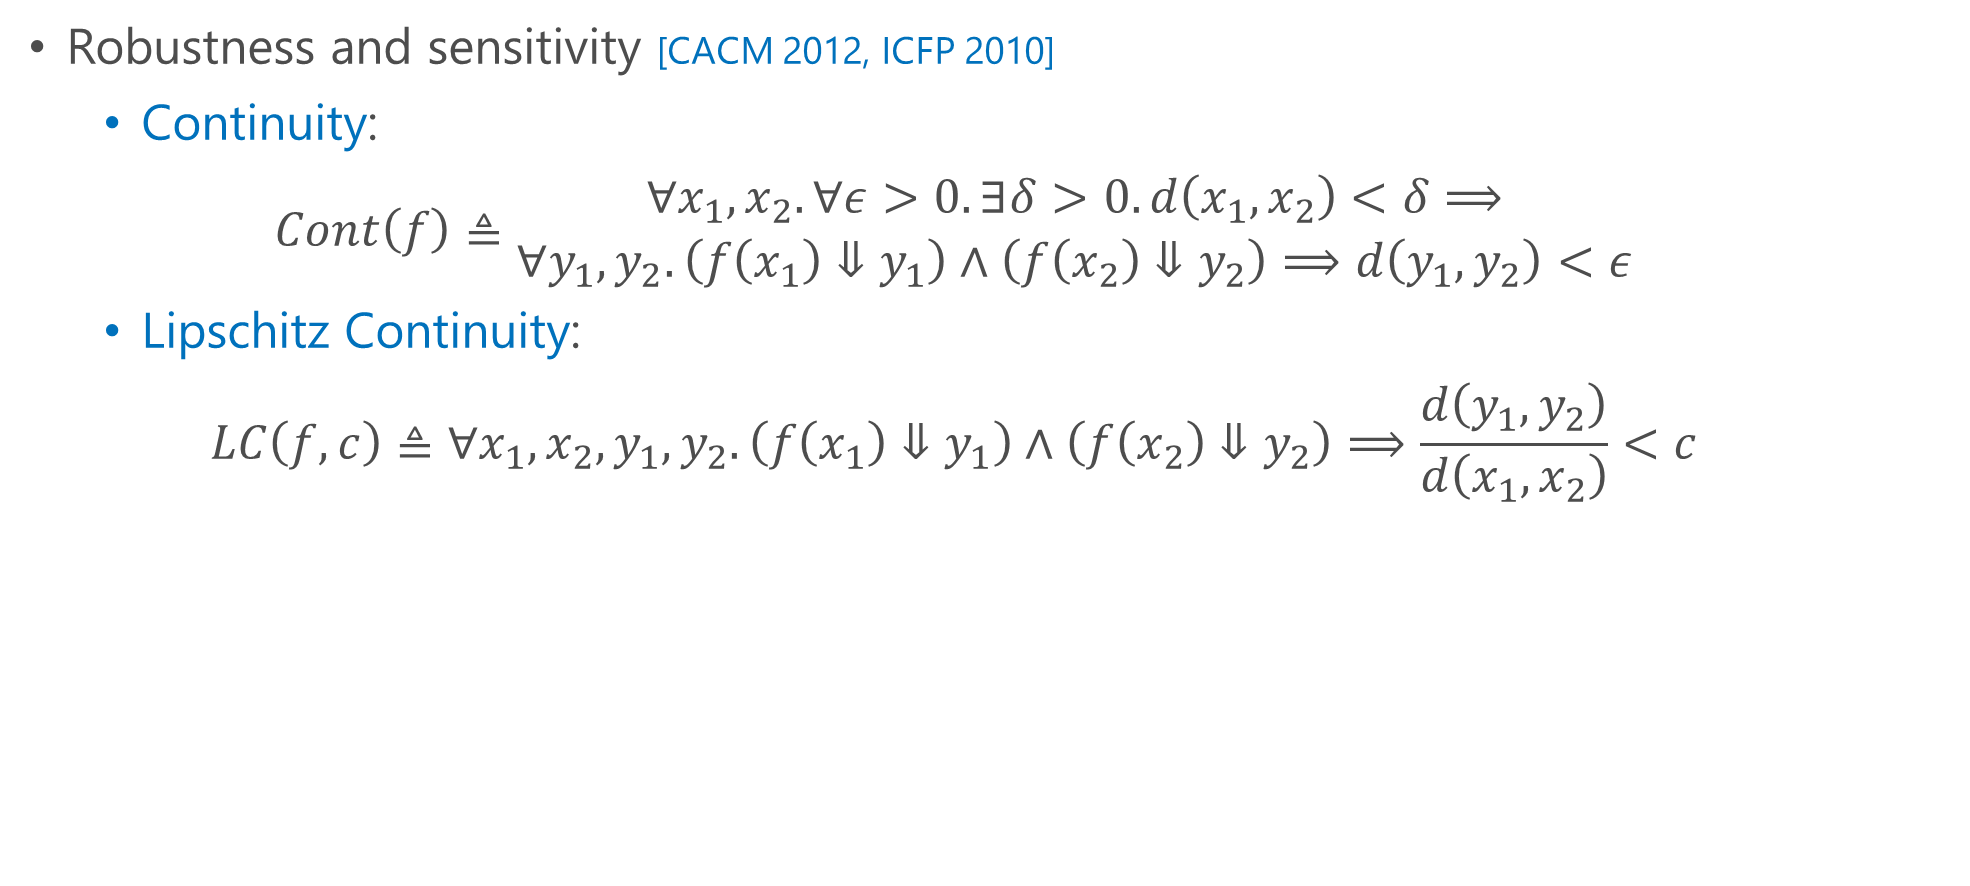 • Robustness and sensitivity [CACM 2012, ICFP 2010]
• Continuity:
Cont(f) ≜ ∀x₁, x₂. ∀ϵ > 0. ∃δ > 0. d(x₁, x₂) < δ ⟹
∀y₁, y₂. (f(x₁) ⇓ y₁) ∧ (f(x₂) ⇓ y₂) ⟹ d(y₁, y₂) < ϵ
• Lipschitz Continuity:
LC(f, c) ≜ ∀x₁, x₂, y₁, y₂. (f(x₁) ⇓ y₁) ∧ (f(x₂) ⇓ y₂) ⟹ d(y₁, y₂) / d(x₁, x₂) < c